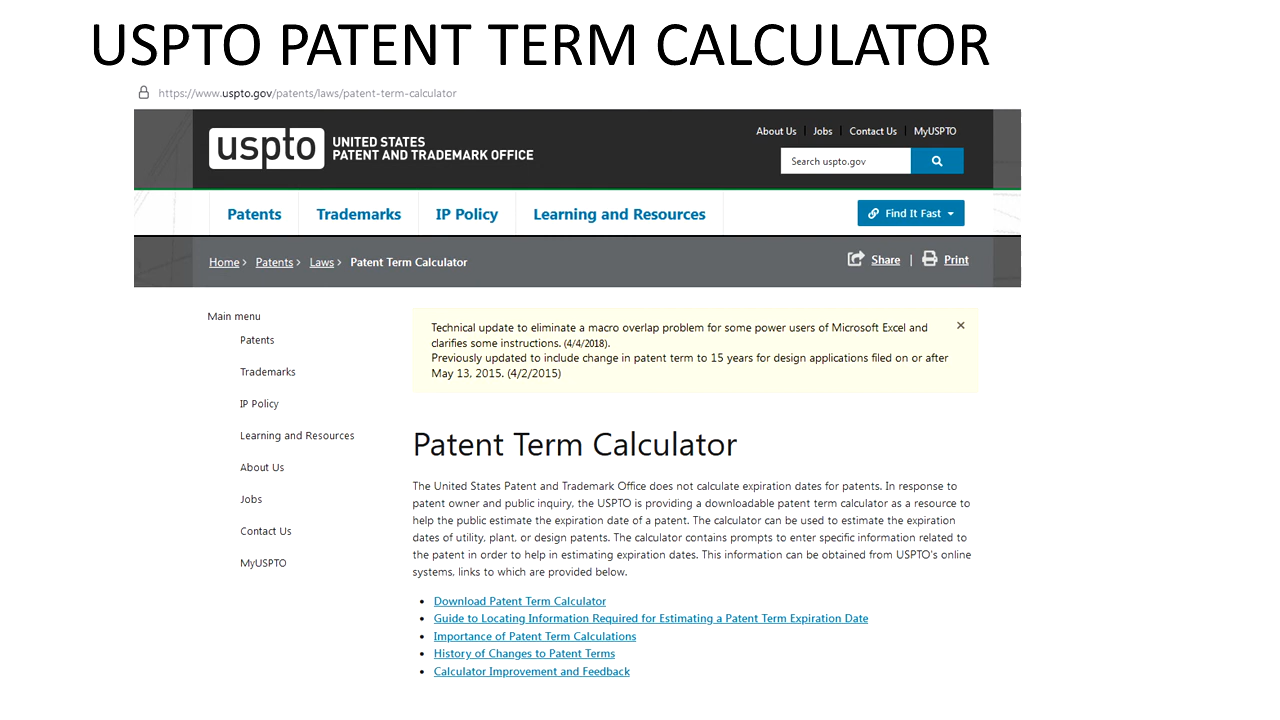 USPTO PATENT TERM CALCULATOR
https://www.uspto.gov/patents/laws/patent-term-calculator
About Us | Jobs | Contact Us | MyUSPTO
uspto UNITED STATES
PATENT AND TRADEMARK OFFICE
Search uspto.gov
Patents Trademarks IP Policy Learning and Resources Find It Fast
Home > Patents > Laws > Patent Term Calculator Share | Print
Main menu
Patents
Trademarks
IP Policy
Learning and Resources
About Us
Jobs
Contact Us
MyUSPTO
Technical update to eliminate a macro overlap problem for some power users of Microsoft Excel and
clarifies some instructions. (4/4/2018).
Previously updated to include change in patent term to 15 years for design applications filed on or after
May 13, 2015. (4/2/2015)
Patent Term Calculator
The United States Patent and Trademark Office does not calculate expiration dates for patents. In response to
patent owner and public inquiry, the USPTO is providing a downloadable patent term calculator as a resource to
help the public estimate the expiration date of a patent. The calculator can be used to estimate the expiration
dates of utility, plant, or design patents. The calculator contains prompts to enter specific information related to
the patent in order to help in estimating expiration dates. This information can be obtained from USPTO's online
systems, links to which are provided below.
• Download Patent Term Calculator
• Guide to Locating Information Required for Estimating a Patent Term Expiration Date
• Importance of Patent Term Calculations
• History of Changes to Patent Terms
• Calculator Improvement and Feedback